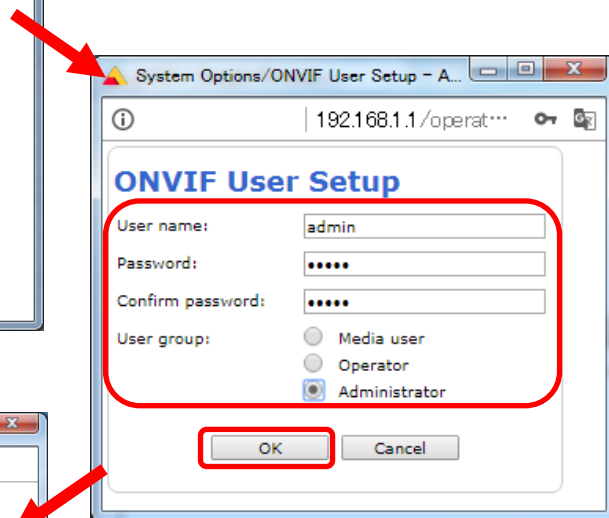 System Options/ONVIF User Setup - A...
192.168.1.1/operat…
ONVIF User Setup
User name: admin
Password: •••••
Confirm password: •••••
User group: Media user
Operator
Administrator
OK Cancel